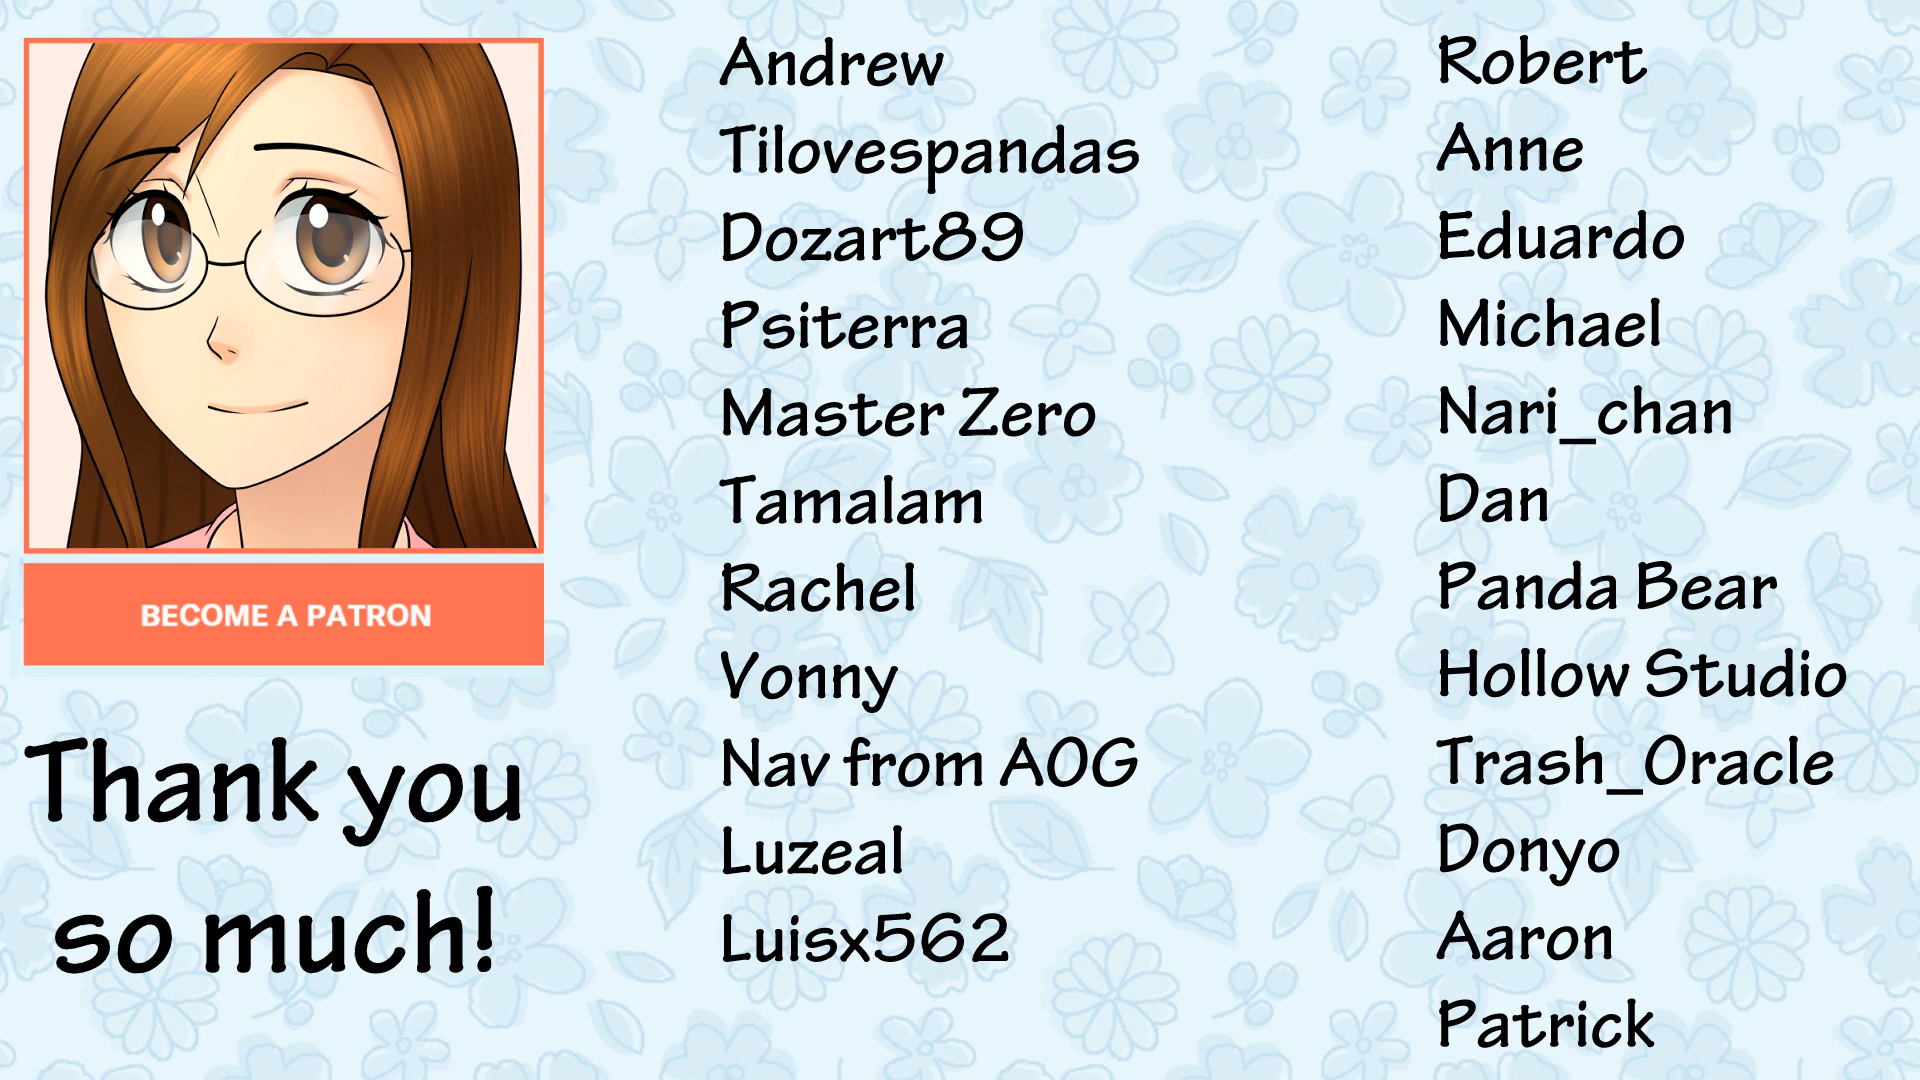 BECOME A PATRON
Thank you
so much!
Andrew
Tilovespandas
Dozart89
Psiterra
Master Zero
Tamalam
Rachel
Vonny
Nav from AOG
Luzeal
Luisx562
Robert
Anne
Eduardo
Michael
Nari_chan
Dan
Panda Bear
Hollow Studio
Trash_Oracle
Donyo
Aaron
Patrick